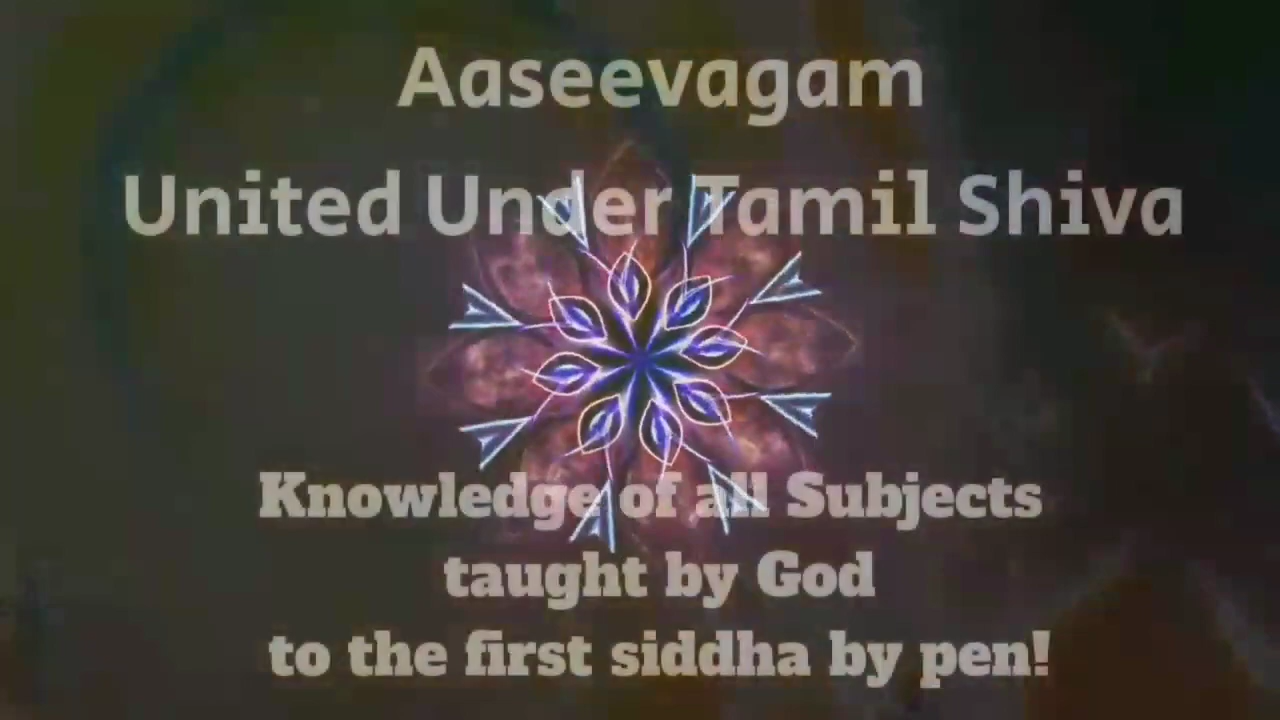 Aaseevagam
United Under Tamil Shiva
Knowledge of all Subjects
taught by God
to the first siddha by pen!